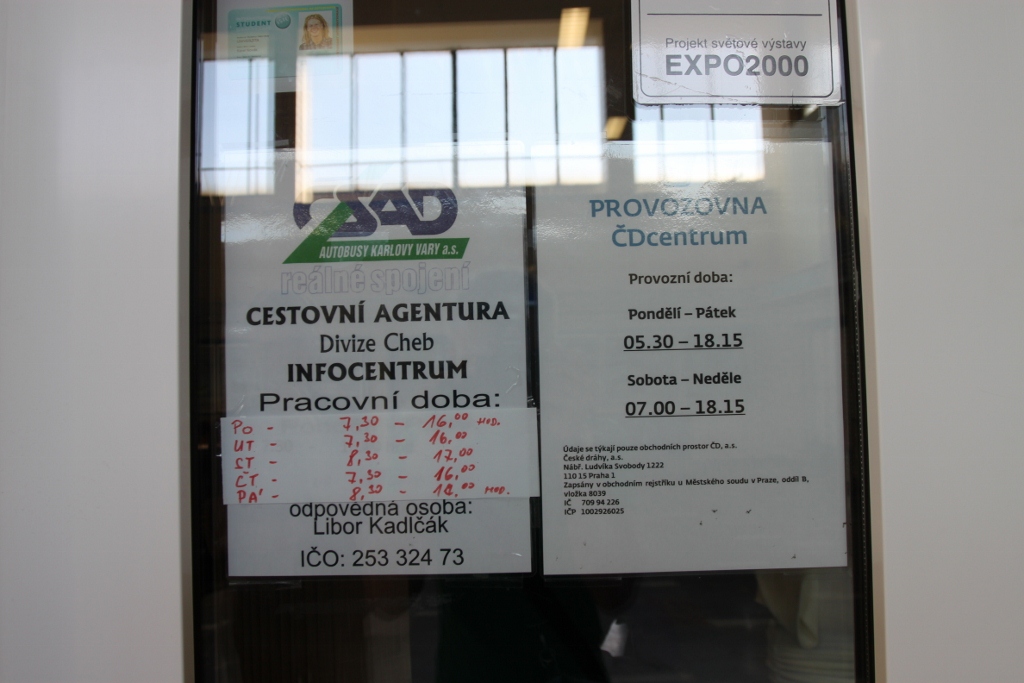 STUDENT
Projekt světové výstavy
EXPO2000
ČSAD
AUTOBUSY KARLOVY VARY a.s.
reálné spojení
CESTOVNÍ AGENTURA
Divize Cheb
INFOCENTRUM
Pracovní doba:
PO - 7,30 - 16,00 HOD.
UT - 7,30 - 16,00
ST - 8,30 - 17,00
ČT - 7,30 - 16,00
PÁ - 8,30 - 12,00 HOD.
odpovědná osoba:
Libor Kadlčák
IČO: 253 324 73
PROVOZOVNA
ČDcentrum
Provozní doba:
Pondělí – Pátek
05.30 – 18.15
Sobota – Neděle
07.00 – 18.15
Údaje se týkají pouze obchodních prostor ČD, a.s.
České dráhy, a.s.
Nábř. Ludvíka Svobody 1222
110 15 Praha 1
Zapsány v obchodním rejstříku u Městského soudu v Praze, oddíl B,
vložka 8039
IČ 709 94 226
IČP 1002926025